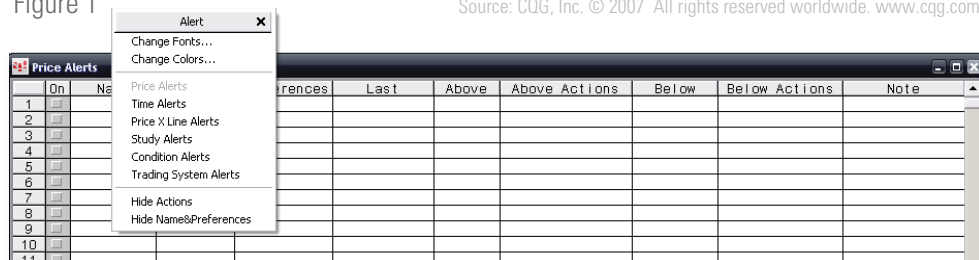 Figure 1
Source: CQG, Inc. © 2007 All rights reserved worldwide. www.cqg.com
Alert
Change Fonts...
Change Colors...
Price Alerts
Time Alerts
Price X Line Alerts
Study Alerts
Condition Alerts
Trading System Alerts
Hide Actions
Hide Name&Preferences
Price Alerts
On Na erences Last Above Above Actions Below Below Actions Note
1
2
3
4
5
6
7
8
9
10
11